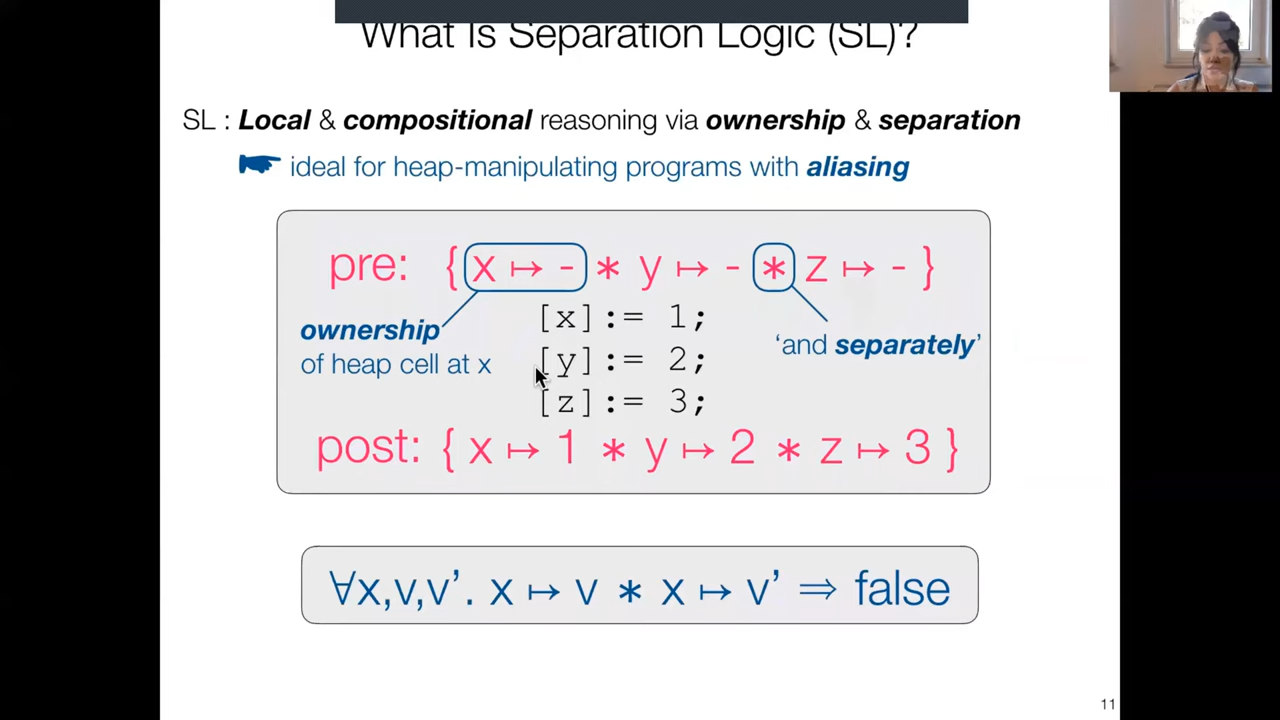 What Is Separation Logic (SL)?
SL : Local & compositional reasoning via ownership & separation
☛ ideal for heap-manipulating programs with aliasing
pre: { x ↦ - * y ↦ - * z ↦ - }
[x]:= 1;
ownership
of heap cell at x
[y]:= 2;
'and separately'
[z]:= 3;
post: { x ↦ 1 * y ↦ 2 * z ↦ 3 }
∀x,v,v’. x ↦ v * x ↦ v’ ⇒ false
11